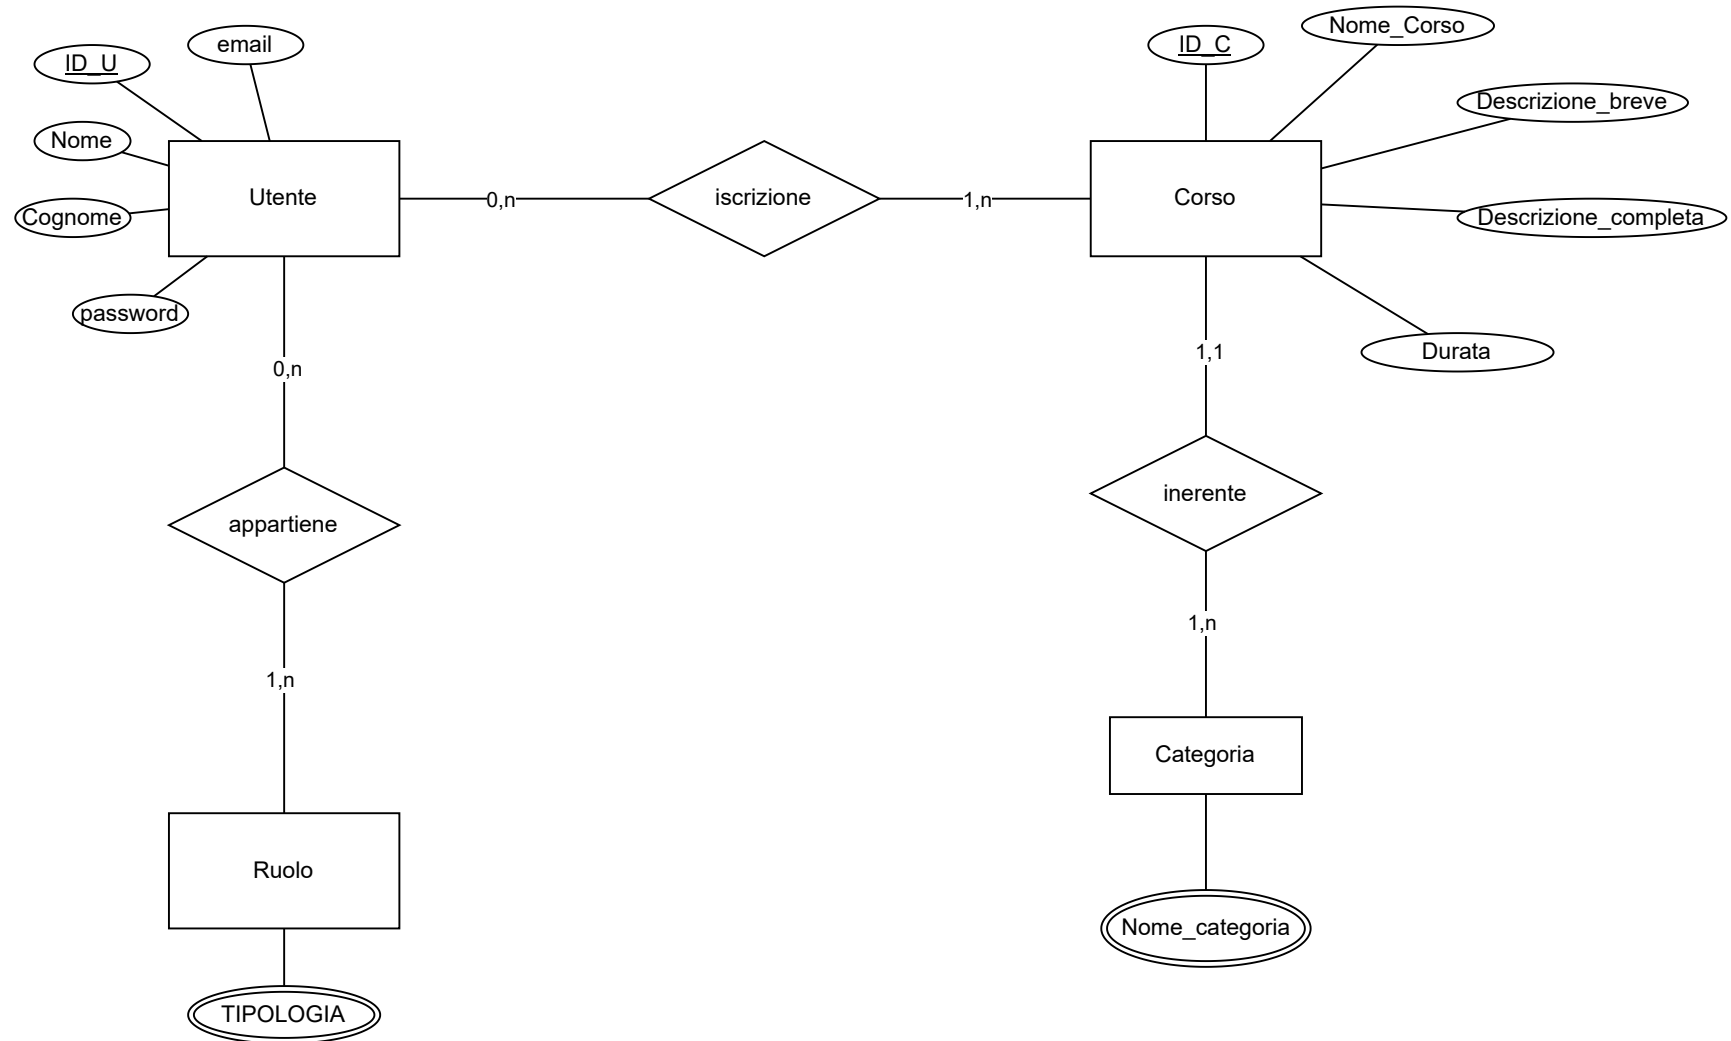 Nome_Corso
email
ID_C
ID_U
Descrizione_breve
Nome
Utente
0,n
iscrizione
1,n
Corso
Cognome
Descrizione_completa
password
1,1
Durata
0,n
inerente
appartiene
1,n
1,n
Categoria
Ruolo
Nome_categoria
TIPOLOGIA